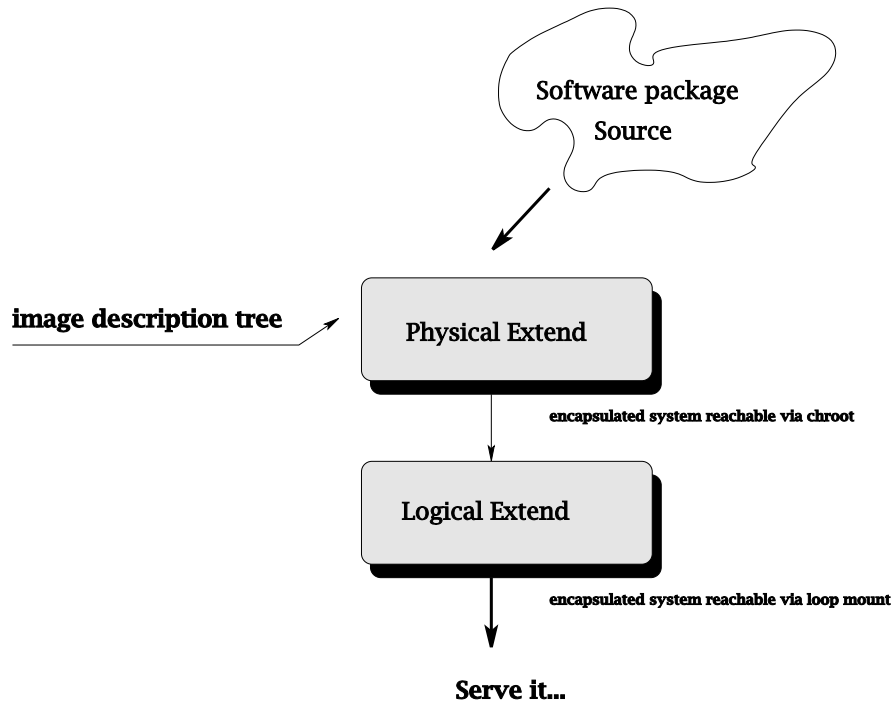 Software package
Source
image description tree
Physical Extend
encapsulated system reachable via chroot
Logical Extend
encapsulated system reachable via loop mount
Serve it...